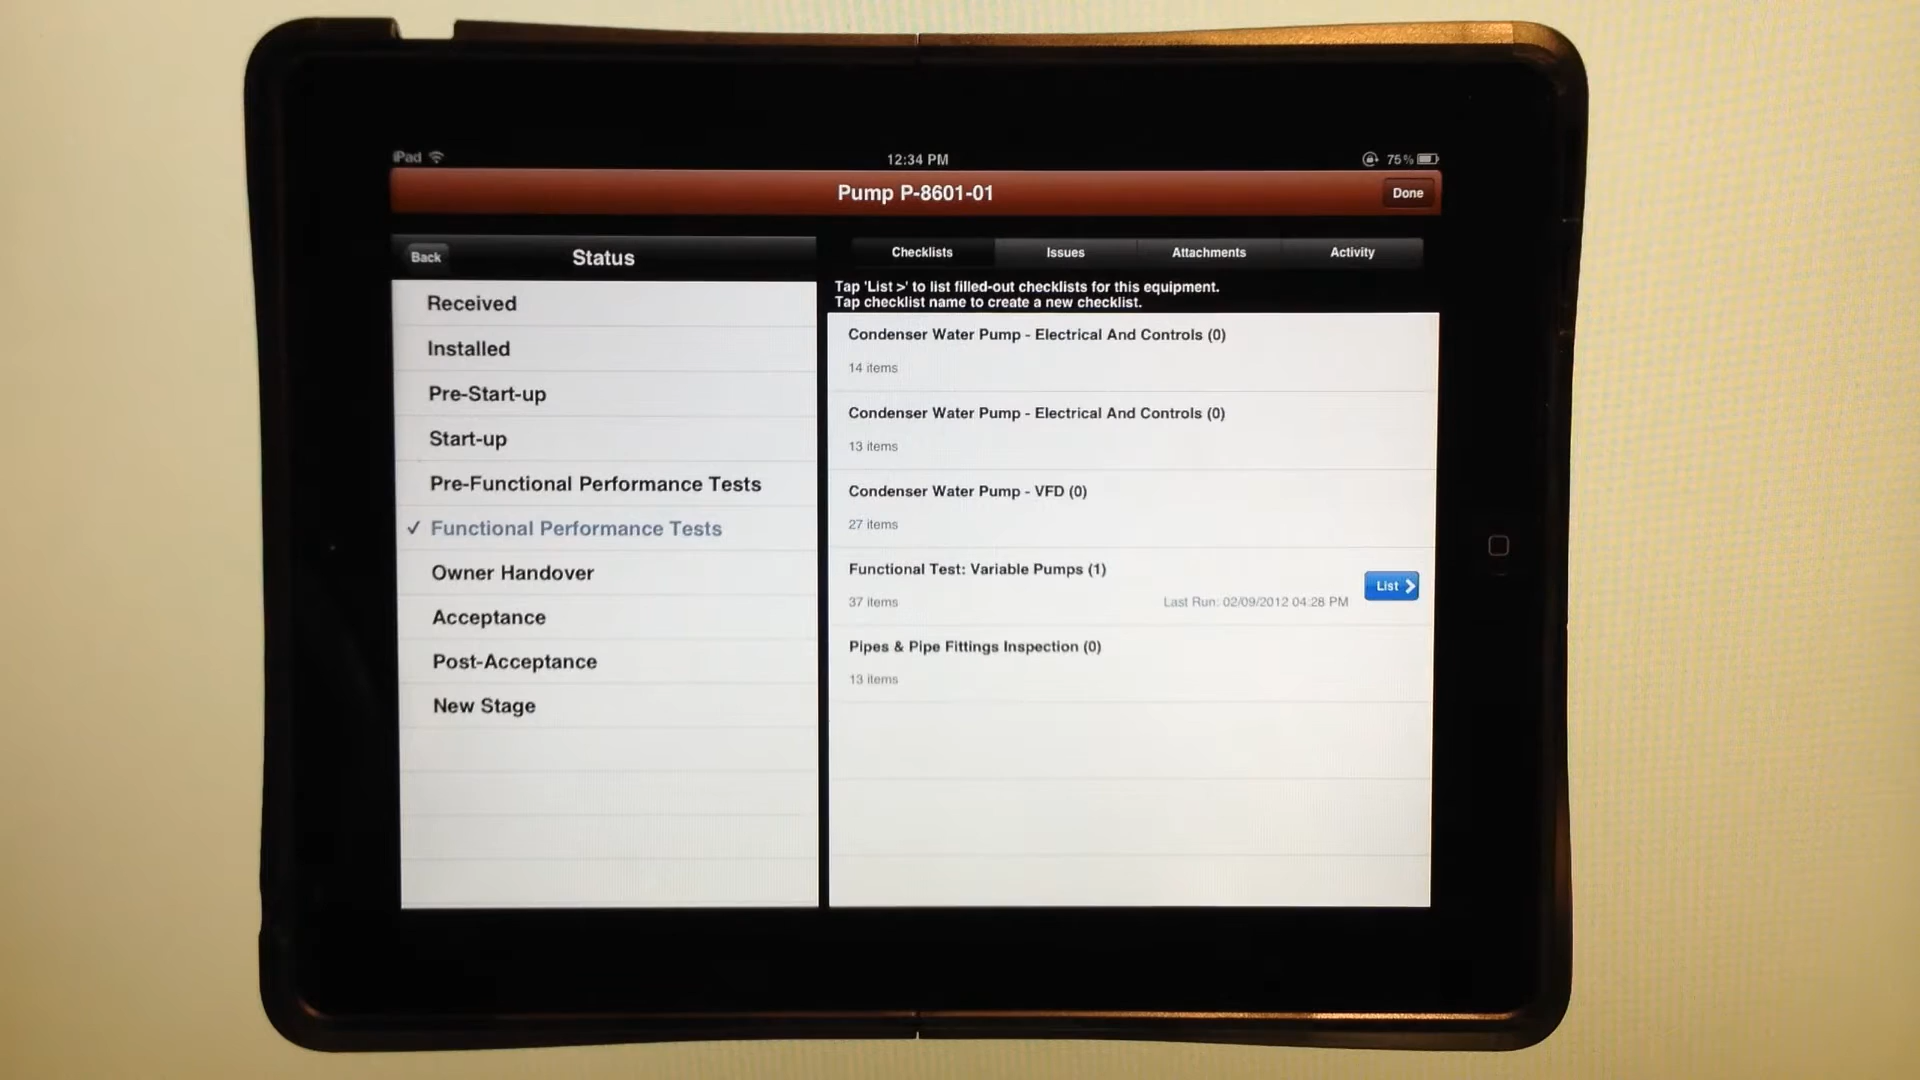 iPad
12:34 PM
75%
Pump P-8601-01
Done
Back
Status
Received
Installed
Pre-Start-up
Start-up
Pre-Functional Performance Tests
✓ Functional Performance Tests
Owner Handover
Acceptance
Post-Acceptance
New Stage
Checklists
Issues
Attachments
Activity
Tap 'List >' to list filled-out checklists for this equipment.
Tap checklist name to create a new checklist.
Condenser Water Pump - Electrical And Controls (0)
14 items
Condenser Water Pump - Electrical And Controls (0)
13 items
Condenser Water Pump - VFD (0)
27 items
Functional Test: Variable Pumps (1)
37 items
Last Run: 02/09/2012 04:28 PM
List >
Pipes & Pipe Fittings Inspection (0)
13 items